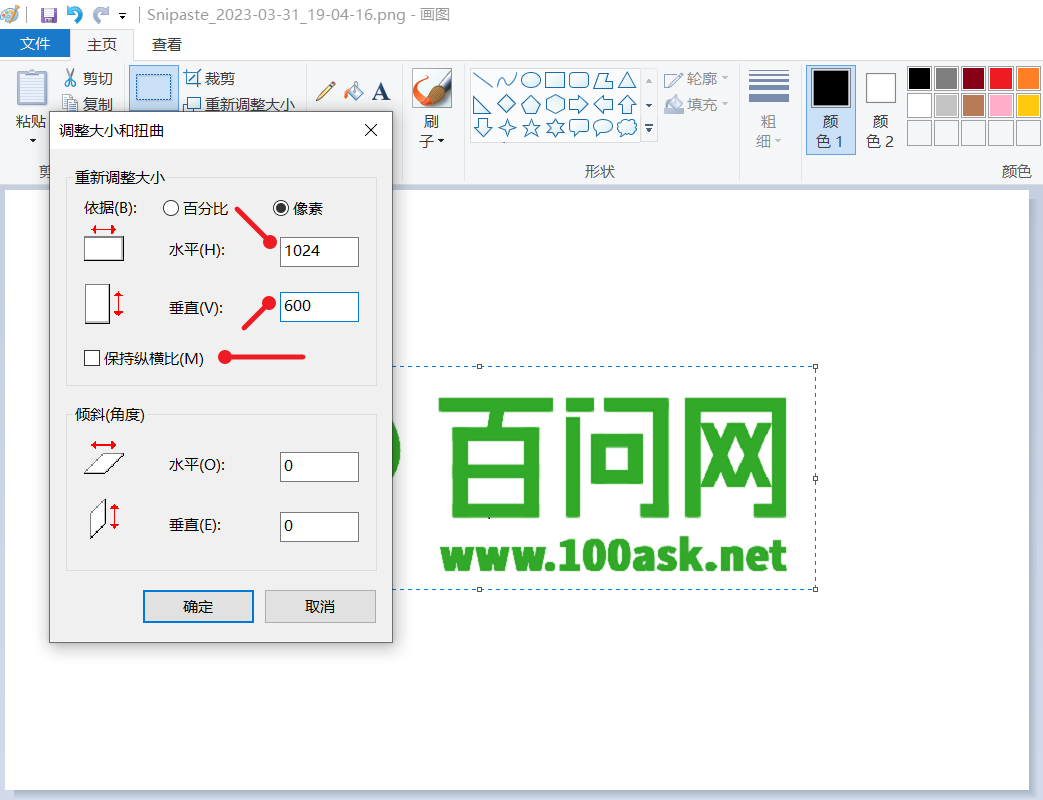 Snipaste_2023-03-31_19-04-16.png - 画图
文件 主页 查看
剪切
复制
粘贴
裁剪
重新调整大小
A
刷
子
轮廓
填充
形状
粗
细
颜
色 1
颜
色 2
颜色
剪
调整大小和扭曲
重新调整大小
依据(B): 百分比 像素
水平(H): 1024
垂直(V): 600
保持纵横比(M)
倾斜(角度)
水平(O): 0
垂直(E): 0
确定 取消
百问网
www.100ask.net